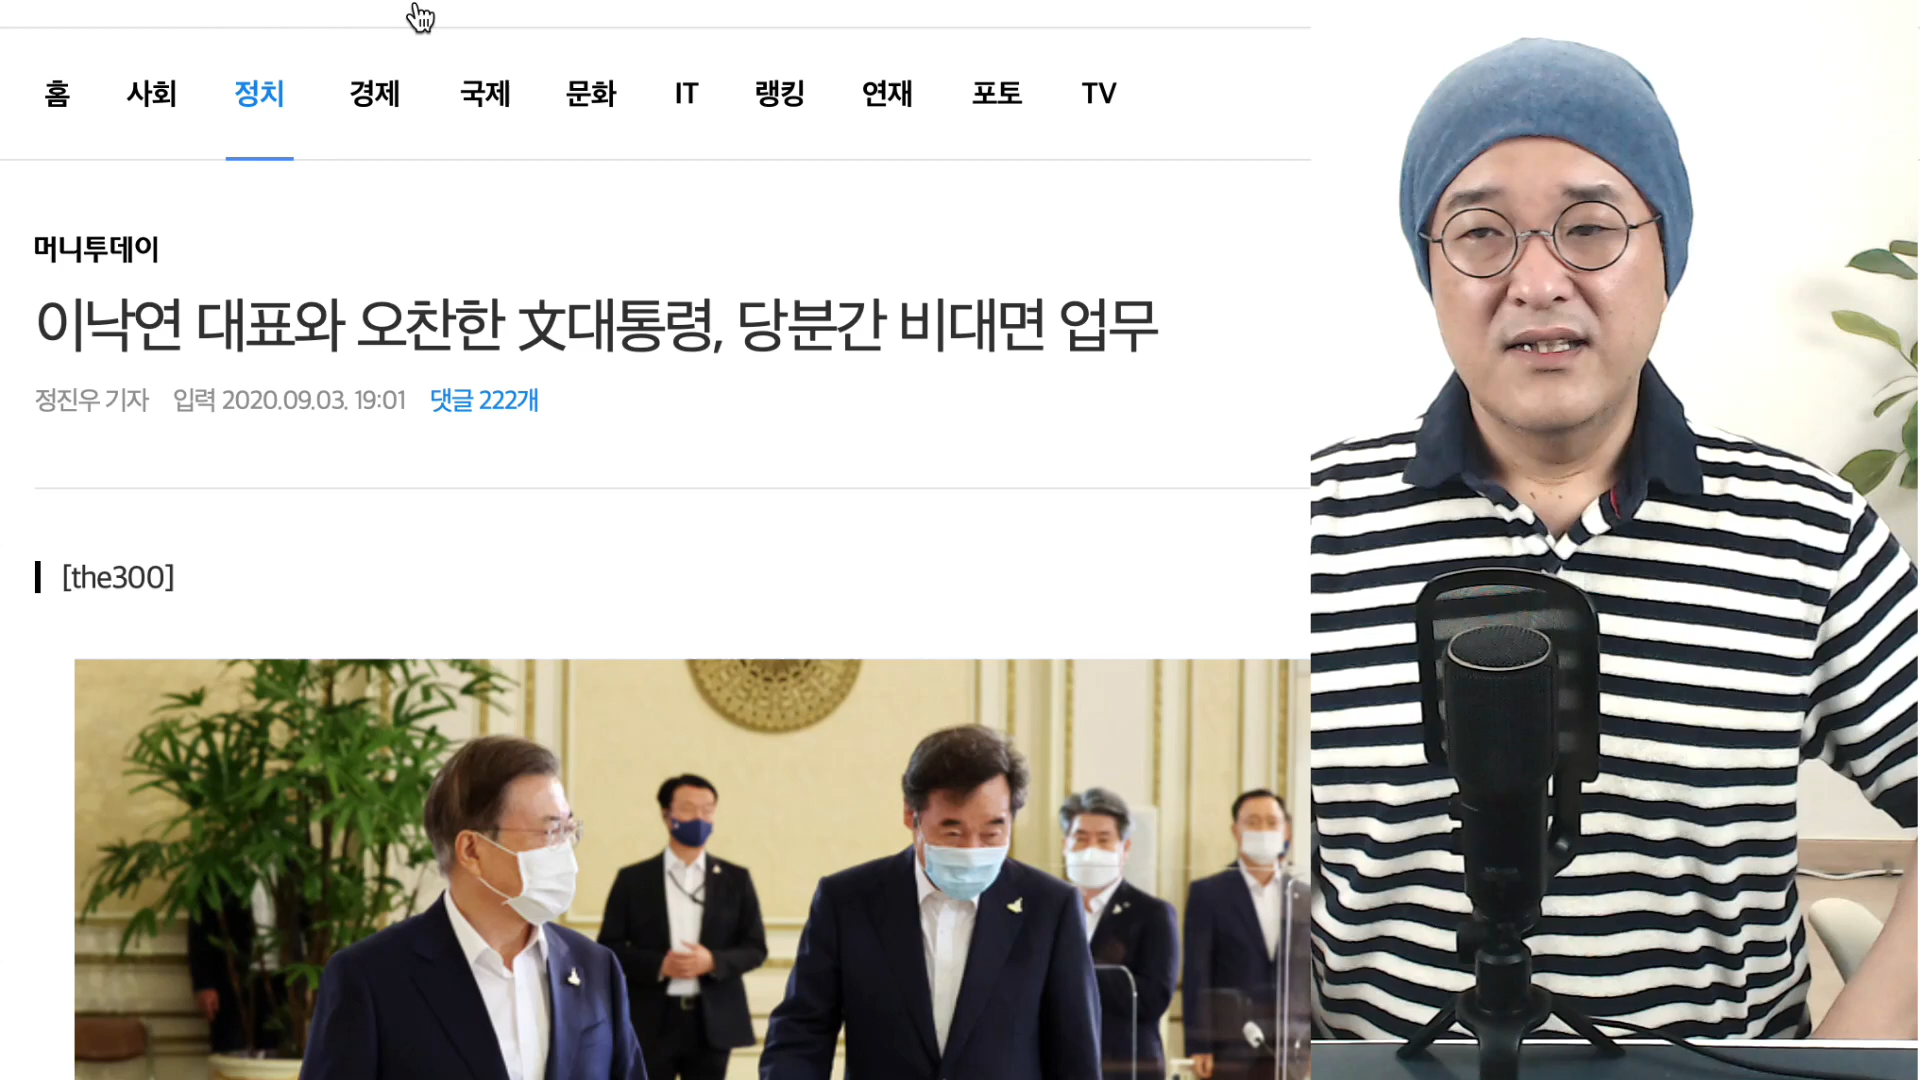 홈 사회 정치 경제 국제 문화 IT 랭킹 연재 포토 TV
머니투데이
이낙연 대표와 오찬한 文대통령, 당분간 비대면 업무
정진우 기자 입력 2020.09.03. 19:01 댓글 222개
[the300]